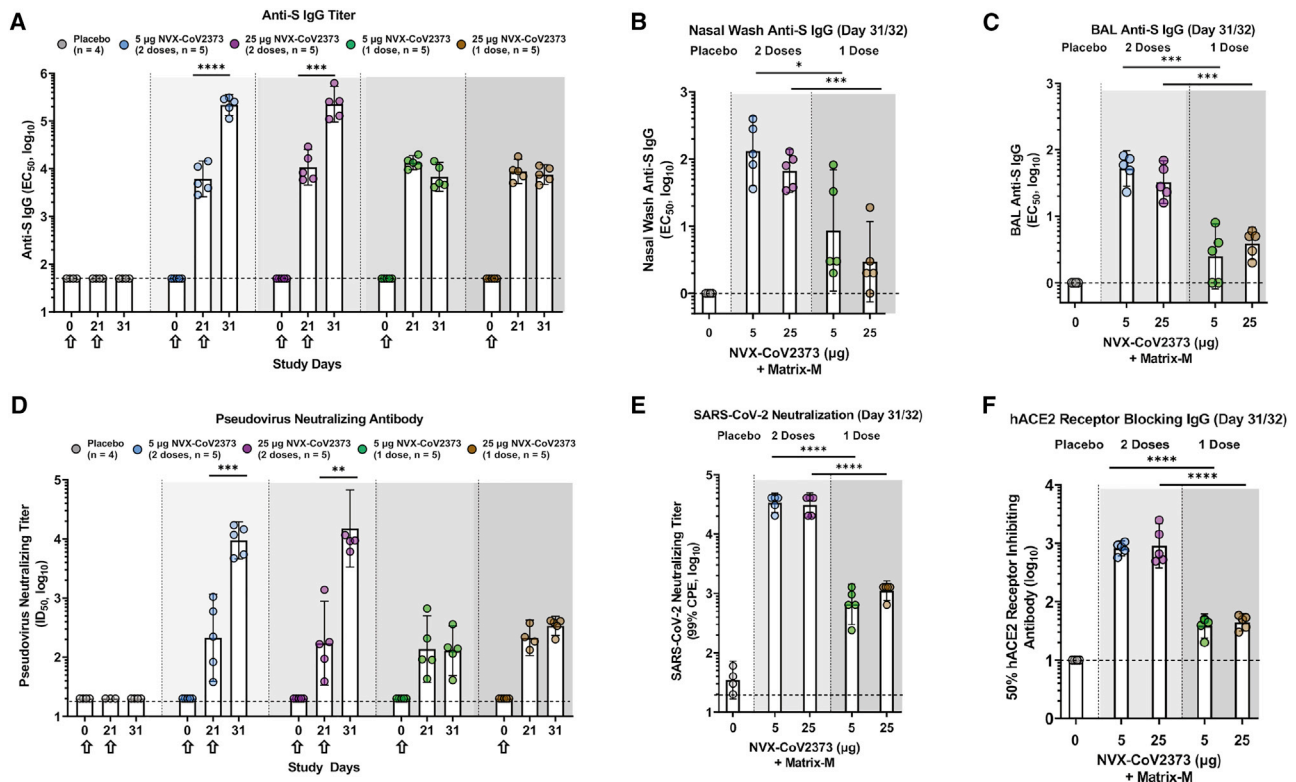 A
Anti-S IgG Titer
Placebo (n = 4)
5 µg NVX-CoV2373 (2 doses, n = 5)
25 µg NVX-CoV2373 (2 doses, n = 5)
5 µg NVX-CoV2373 (1 dose, n = 5)
25 µg NVX-CoV2373 (1 dose, n = 5)
**** ***
Anti-S IgG (EC50, log10)
6
5
4
3
2
1
0 21 31 0 21 31 0 21 31 0 21 31 0 21 31
Study Days
B
Nasal Wash Anti-S IgG (Day 31/32)
Placebo 2 Doses 1 Dose
*
***
Nasal Wash Anti-S IgG
(EC50, log10)
3
2
1
0
0 5 25 5 25
NVX-CoV2373 (µg)
+ Matrix-M
C
BAL Anti-S IgG (Day 31/32)
Placebo 2 Doses 1 Dose
***
***
BAL Anti-S IgG
(EC50, log10)
3
2
1
0
0 5 25 5 25
NVX-CoV2373 (µg)
+ Matrix-M
D
Pseudovirus Neutralizing Antibody
Placebo (n = 4)
5 µg NVX-CoV2373 (2 doses, n = 5)
25 µg NVX-CoV2373 (2 doses, n = 5)
5 µg NVX-CoV2373 (1 dose, n = 5)
25 µg NVX-CoV2373 (1 dose, n = 5)
*** **
Pseudovirus Neutralizing Titer
(ID50, log10)
5
4
3
2
1
0 21 31 0 21 31 0 21 31 0 21 31 0 21 31
Study Days
E
SARS-CoV-2 Neutralization (Day 31/32)
Placebo 2 Doses 1 Dose
****
****
SARS-CoV-2 Neutralizing Titer
(99% CPE, log10)
5
4
3
2
1
0 5 25 5 25
NVX-CoV2373 (µg)
+ Matrix-M
F
hACE2 Receptor Blocking IgG (Day 31/32)
Placebo 2 Doses 1 Dose
****
****
50% hACE2 Receptor Inhibiting
Antibody (log10)
4
3
2
1
0
0 5 25 5 25
NVX-CoV2373 (µg)
+ Matrix-M